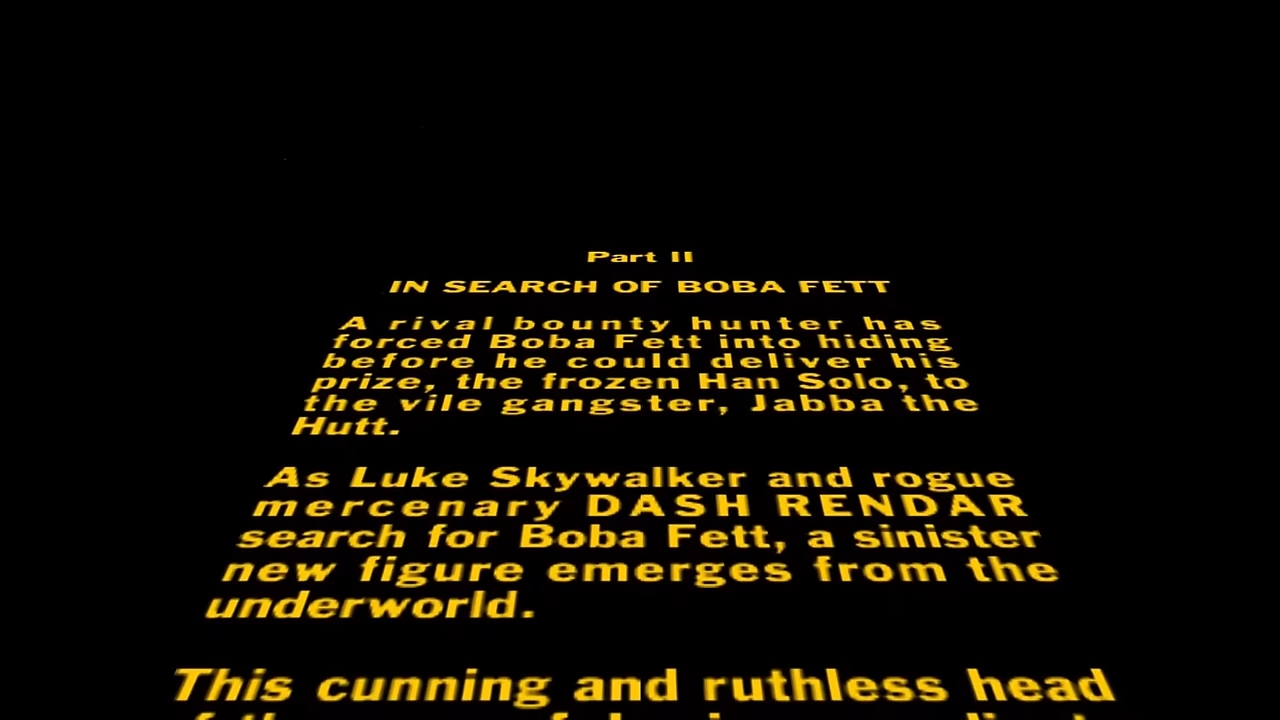 Part II
IN SEARCH OF BOBA FETT
A rival bounty hunter has
forced Boba Fett into hiding
before he could deliver his
prize, the frozen Han Solo, to
the vile gangster, Jabba the
Hutt.
As Luke Skywalker and rogue
mercenary DASH RENDAR
search for Boba Fett, a sinister
new figure emerges from the
underworld.
This cunning and ruthless head